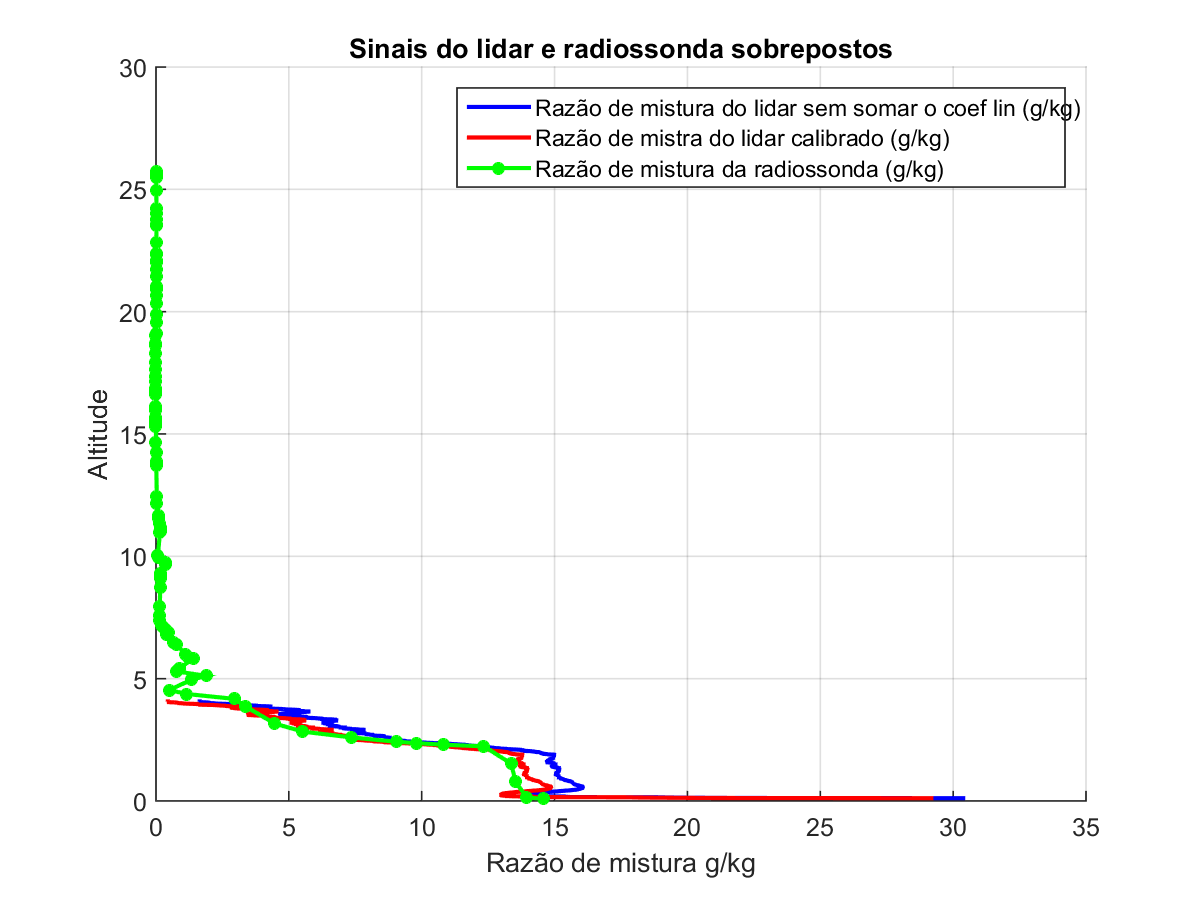 Sinais do lidar e radiossonda sobrepostos
30
Razão de mistura do lidar sem somar o coef lin (g/kg)
Razão de mistra do lidar calibrado (g/kg)
Razão de mistura da radiossonda (g/kg)
25
20
15
10
5
0
Altitude
0 5 10 15 20 25 30 35
Razão de mistura g/kg